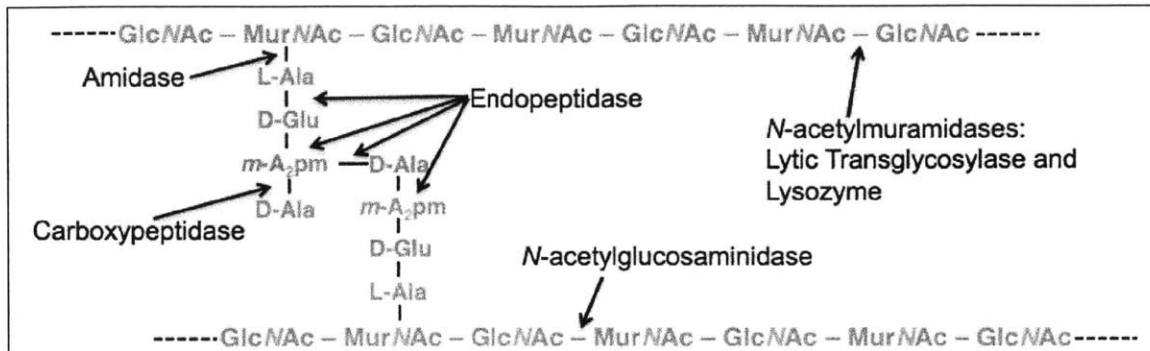 ------GlcNAc – MurNAc – GlcNAc – MurNAc – GlcNAc – MurNAc – GlcNAc ------
Amidase
L-Ala
Endopeptidase
D-Glu
N-acetylmuramidases:
Lytic Transglycosylase and
Lysozyme
m-A₂pm — D-Ala
D-Ala
m-A₂pm
Carboxypeptidase
D-Glu
N-acetylglucosaminidase
L-Ala
------GlcNAc – MurNAc – GlcNAc – MurNAc – GlcNAc – MurNAc – GlcNAc------